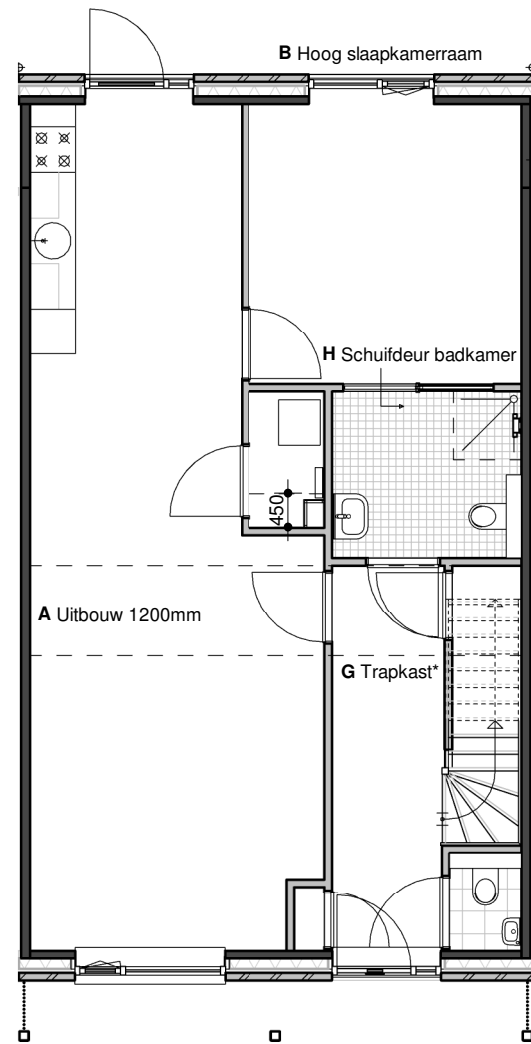 B Hoog slaapkamerraam
H Schuifdeur badkamer
450
A Uitbouw 1200mm
G Trapkast*